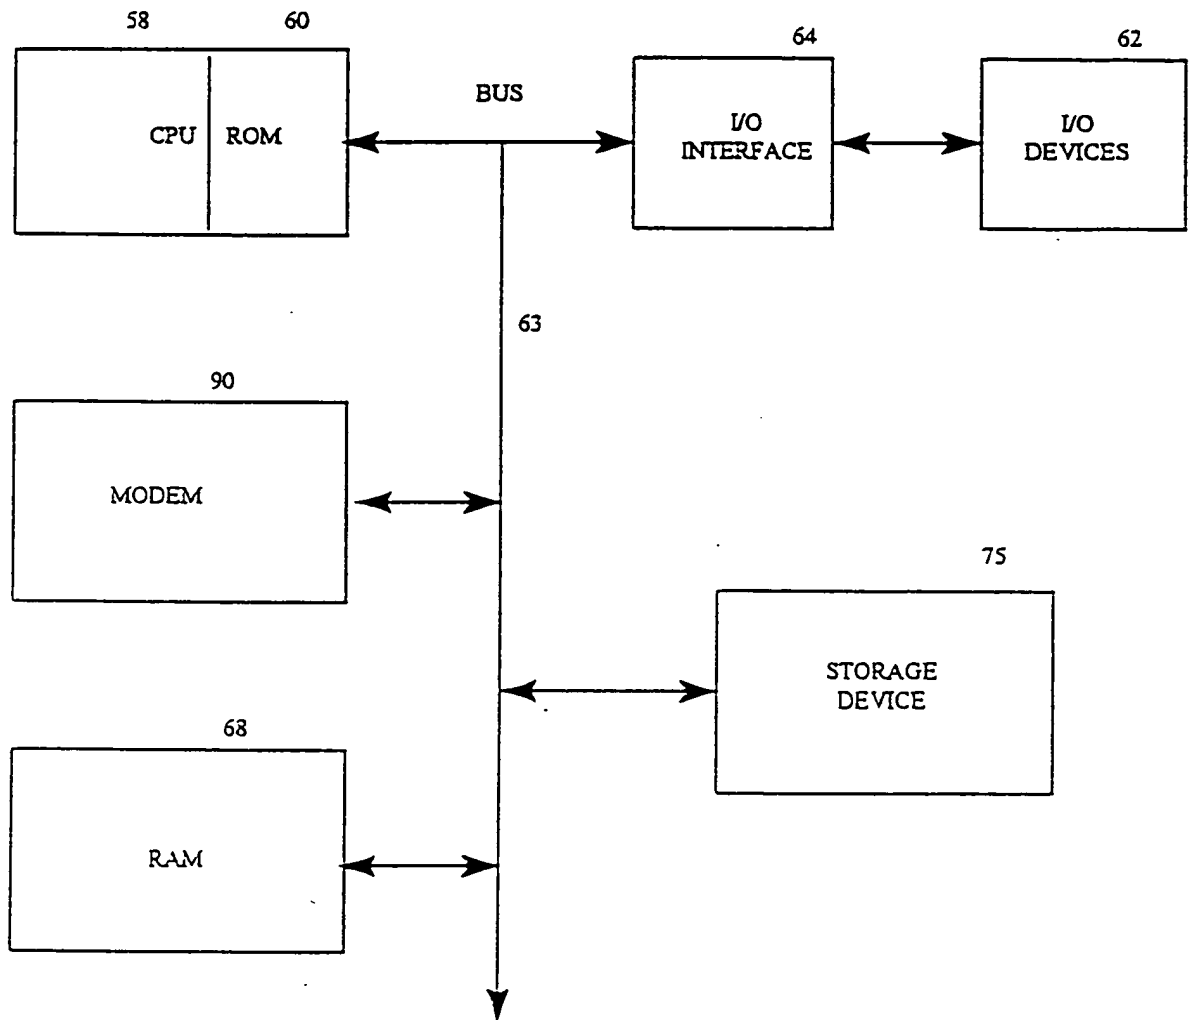 58
60
64
62
BUS
CPU
ROM
I/O
INTERFACE
I/O
DEVICES
63
90
MODEM
75
STORAGE
DEVICE
68
RAM